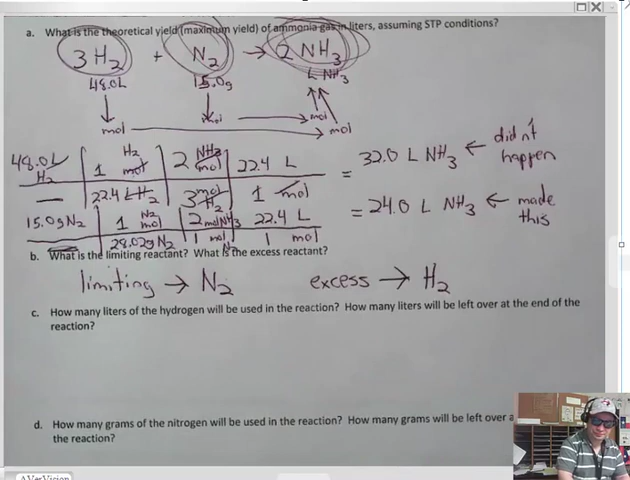 a. What is the theoretical yield (maximum yield) of ammonia gas in liters, assuming STP conditions?
3 H2 + N2 → 2 NH3
48.0L 15.0g L NH3
mol mol mol
mol
48.0L H2 | 1 H2 mol | 2 NH3 mol | 22.4 L = 32.0 L NH3 ← didn't happen
22.4 L H2 | 3 mol H2 | 1 mol
15.0g N2 | 1 N2 mol | 2 mol NH3 | 22.4 L = 24.0 L NH3 ← made this
28.02g N2 | 1 mol N2 | 1 mol
b. What is the limiting reactant? What is the excess reactant?
limiting → N2 excess → H2
c. How many liters of the hydrogen will be used in the reaction? How many liters will be left over at the end of the
reaction?
d. How many grams of the nitrogen will be used in the reaction? How many grams will be left over
the reaction?
AVerVision